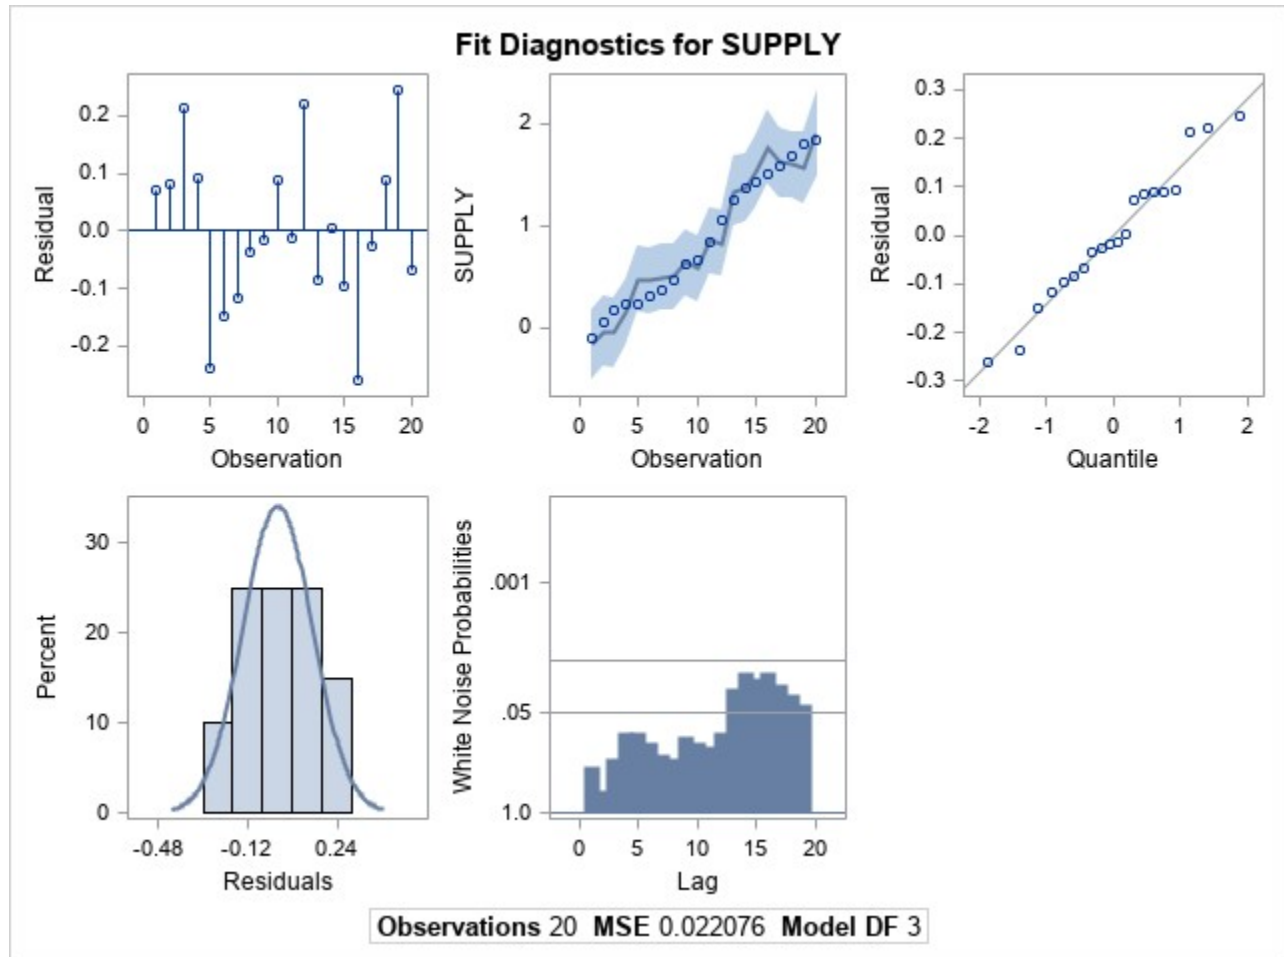 Fit Diagnostics for SUPPLY
Residual
0.2
0.1
0.0
-0.1
-0.2
0 5 10 15 20
Observation
SUPPLY
2
1
0
0 5 10 15 20
Observation
Residual
0.3
0.2
0.1
0.0
-0.1
-0.2
-0.3
-2 -1 0 1 2
Quantile
Percent
30
20
10
0
-0.48 -0.12 0.24
Residuals
White Noise Probabilities
.001
.05
1.0
0 5 10 15 20
Lag
Observations 20 MSE 0.022076 Model DF 3